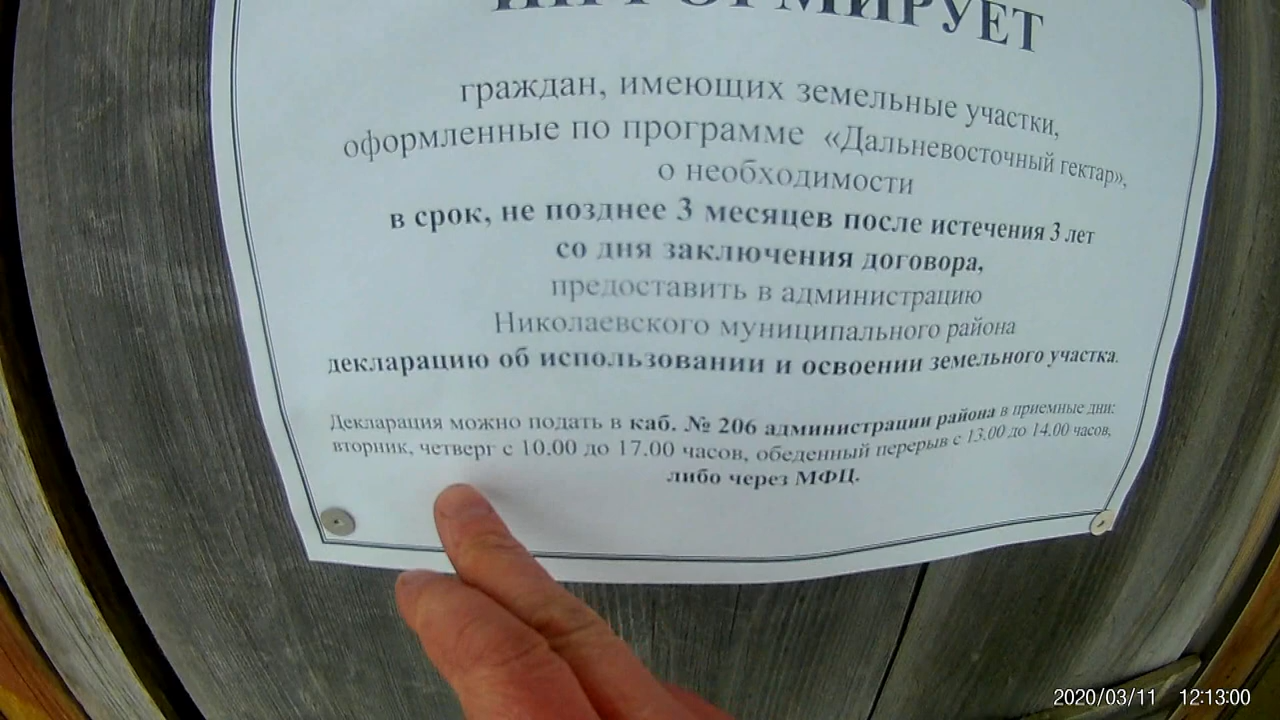 ИНФОРМИРУЕТ
граждан, имеющих земельные участки,
оформленные по программе «Дальневосточный гектар»,
о необходимости
в срок, не позднее 3 месяцев после истечения 3 лет
со дня заключения договора,
предоставить в администрацию
Николаевского муниципального района
декларацию об использовании и освоении земельного участка.
Декларация можно подать в каб. № 206 администрации района в приемные дни:
вторник, четверг с 10.00 до 17.00 часов, обеденный перерыв с 13.00 до 14.00 часов,
либо через МФЦ.
2020/03/11 12:13:00